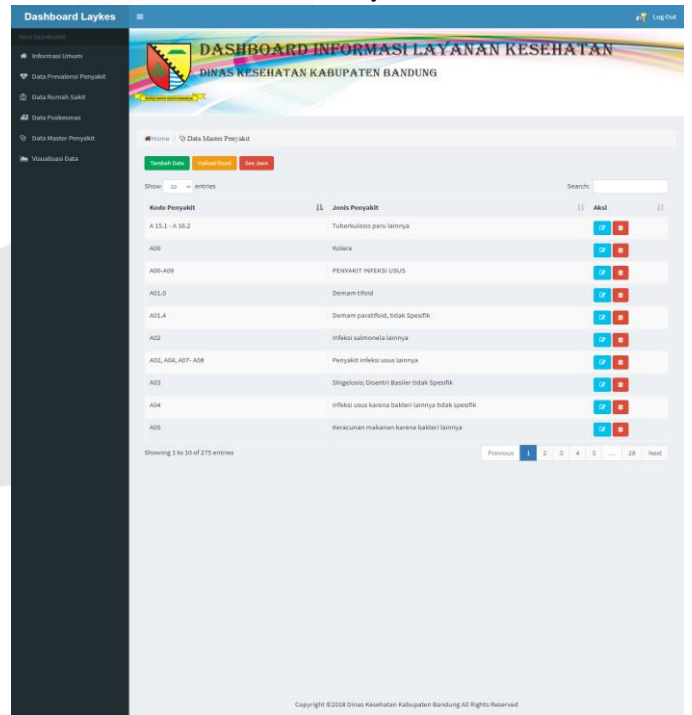 Dashboard Laykes
Log Out
MAIN DASHBOARD
Informasi Umum
Data Prevalensi Penyakit
Data Rumah Sakit
Data Puskesmas
Data Master Penyakit
Visualisasi Data
DASHBOARD INFORMASI LAYANAN KESEHATAN
DINAS KESEHATAN KABUPATEN BANDUNG
Home / Data Master Penyakit
Tambah Data Upload Excel See Json
Show 10 entries Search:
Kode Penyakit Jenis Penyakit Aksi
A 15.1 - A 16.2 Tuberkulosis paru lainnya
A00 Kolera
A00-A09 PENYAKIT INFEKSI USUS
A01.0 Demam tifoid
A01.4 Demam paratifoid, tidak Spesifik
A02 Infeksi salmonela lainnya
A02, A04, A07- A08 Penyakit infeksi usus lainnya
A03 Shigelosis; Disentri Basiler tidak Spesifik
A04 Infeksi usus karena bakteri lainnya tidak spesifik
A05 Keracunan makanan karena bakteri lainnya
Showing 1 to 10 of 275 entries Previous 1 2 3 4 5 ... 28 Next
Copyright ©2018 Dinas Kesehatan Kabupaten Bandung All Rights Reserved